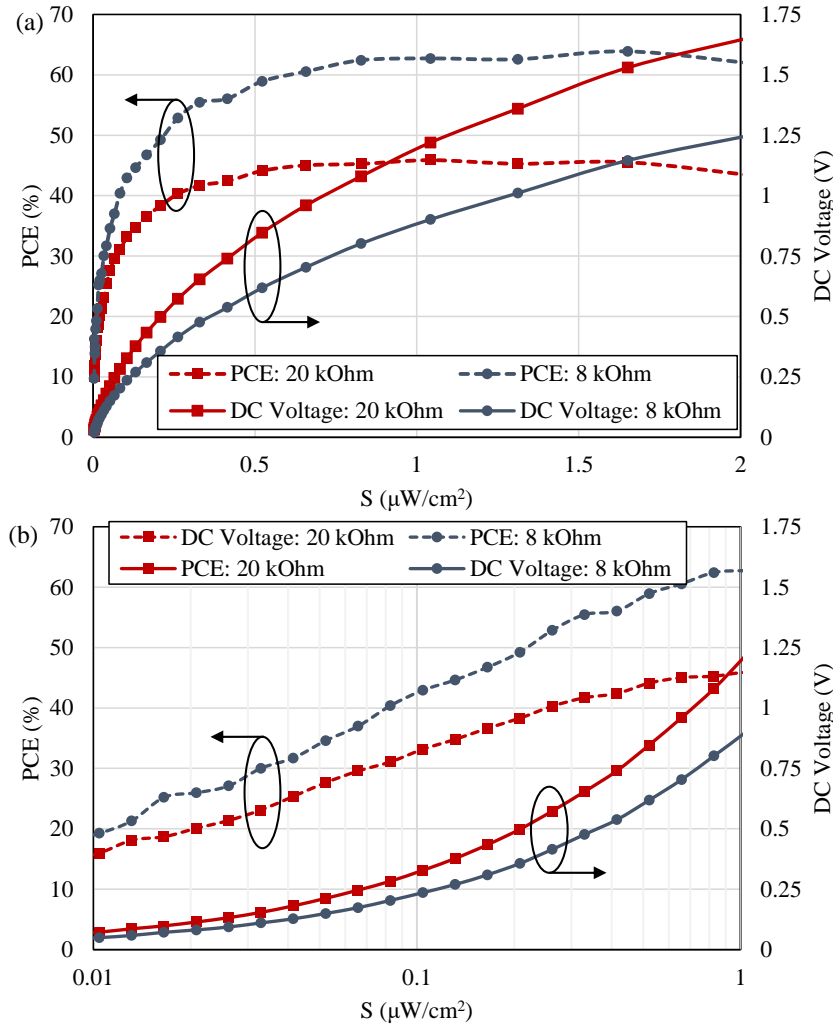 (a)
70
60
50
40
30
20
10
0
PCE (%)
1.75
1.5
1.25
1
0.75
0.5
0.25
0
DC Voltage (V)
PCE: 20 kOhm PCE: 8 kOhm
DC Voltage: 20 kOhm DC Voltage: 8 kOhm
0 0.5 1 1.5 2
S (μW/cm²)
(b)
70
60
50
40
30
20
10
0
PCE (%)
1.75
1.5
1.25
1
0.75
0.5
0.25
0
DC Voltage (V)
DC Voltage: 20 kOhm PCE: 8 kOhm
PCE: 20 kOhm DC Voltage: 8 kOhm
0.01 0.1 1
S (μW/cm²)